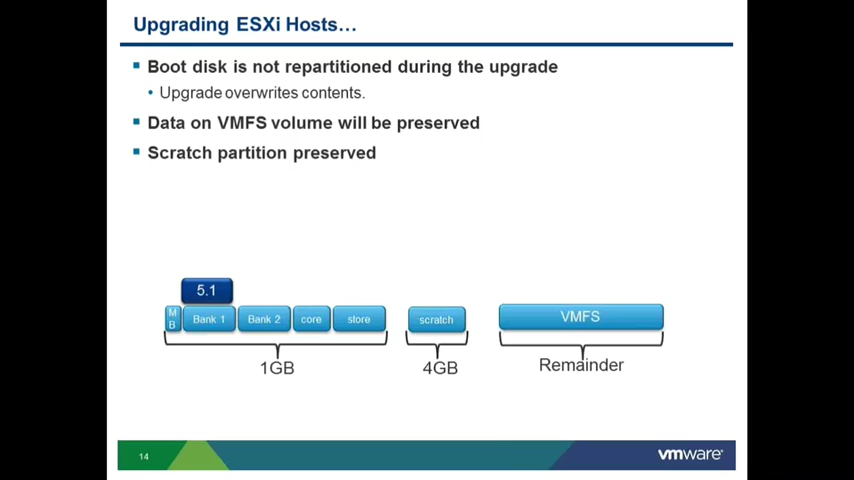 Upgrading ESXi Hosts…
Boot disk is not repartitioned during the upgrade
Upgrade overwrites contents.
Data on VMFS volume will be preserved
Scratch partition preserved
5.1
MB
Bank 1
Bank 2
core
store
scratch
VMFS
1GB
4GB
Remainder
14
vmware